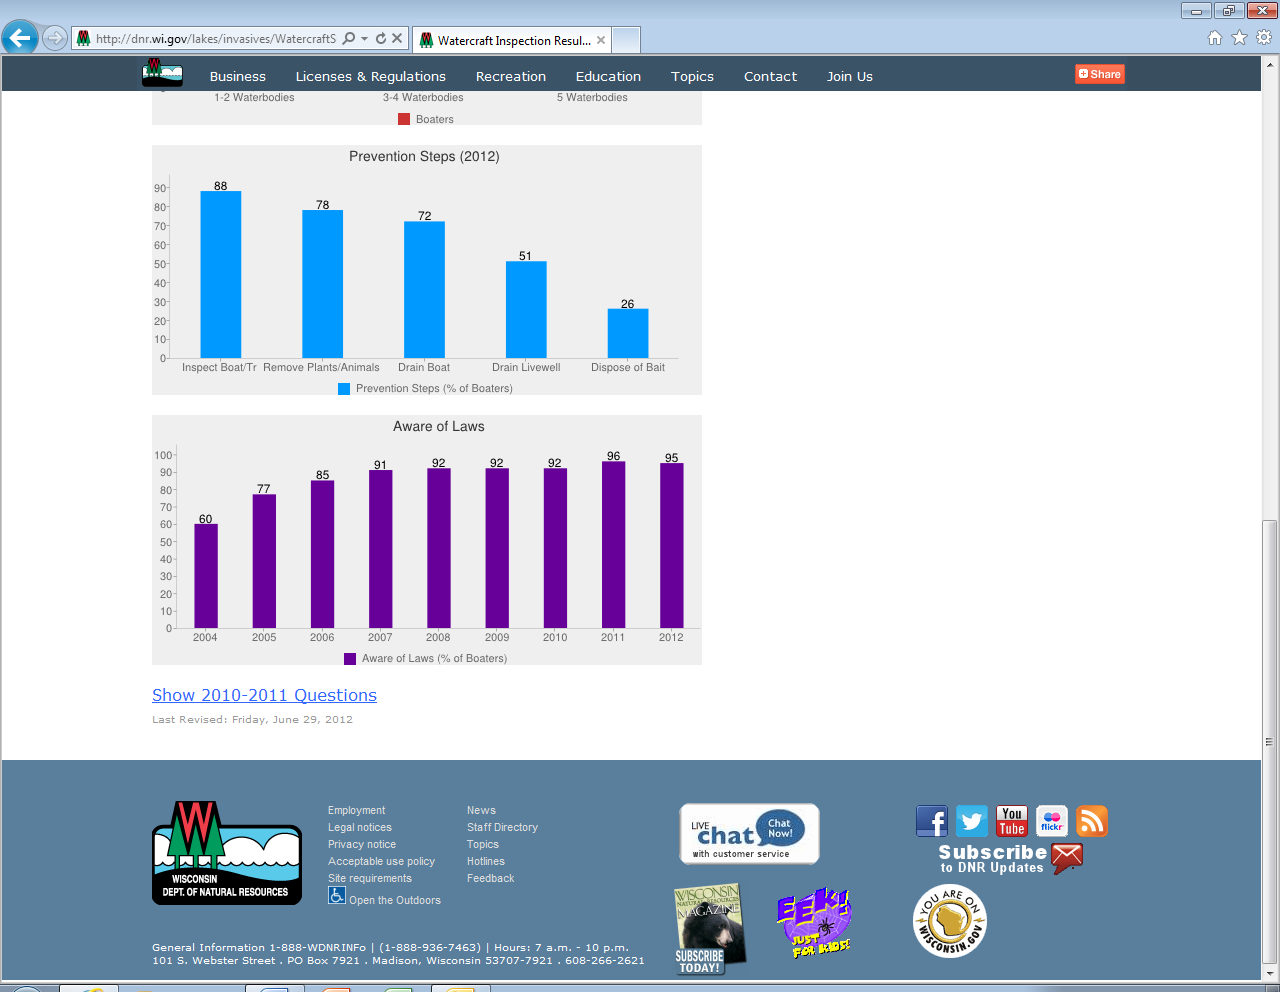 http://dnr.wi.gov/lakes/invasives/WatercraftS
Watercraft Inspection Resul...
Business Licenses & Regulations Recreation Education Topics Contact Join Us
Share
1-2 Waterbodies 3-4 Waterbodies 5 Waterbodies
Boaters
Prevention Steps (2012)
90
80
70
60
50
40
30
20
10
0
88 78 72 51 26
Inspect Boat/Tr Remove Plants/Animals Drain Boat Drain Livewell Dispose of Bait
Prevention Steps (% of Boaters)
Aware of Laws
100
90
80
70
60
50
40
30
20
10
0
60 77 85 91 92 92 92 96 95
2004 2005 2006 2007 2008 2009 2010 2011 2012
Aware of Laws (% of Boaters)
Show 2010-2011 Questions
Last Revised: Friday, June 29, 2012
W
WISCONSIN
DEPT. OF NATURAL RESOURCES
Employment
Legal notices
Privacy notice
Acceptable use policy
Site requirements
Open the Outdoors
News
Staff Directory
Topics
Hotlines
Feedback
LIVE
chat
Chat
Now!
with customer service
You
Tube
flickr
Subscribe
to DNR Updates
WISCONSIN
NATURAL RESOURCES
MAGAZINE
SUBSCRIBE
TODAY!
EEK!
JUST
FOR KIDS!
YOU ARE ON
WISCONSIN.GOV
General Information 1-888-WDNRINFo | (1-888-936-7463) | Hours: 7 a.m. - 10 p.m.
101 S. Webster Street . PO Box 7921 . Madison, Wisconsin 53707-7921 . 608-266-2621